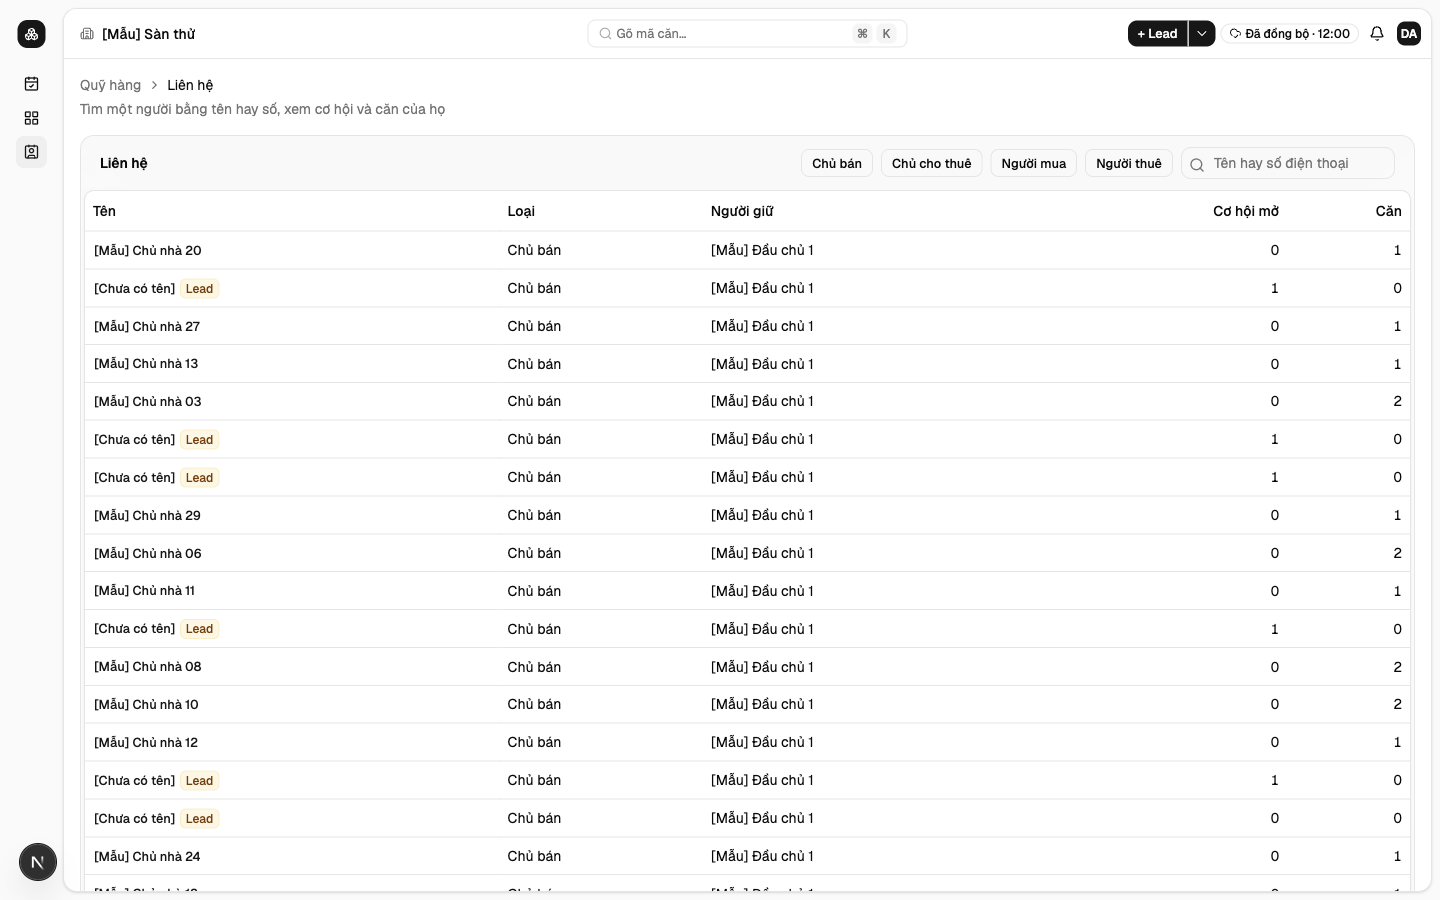 [Mẫu] Sàn thử
Gõ mã căn...
⌘ K
+ Lead
Đã đồng bộ · 12:00
DA
Quỹ hàng > Liên hệ
Tìm một người bằng tên hay số, xem cơ hội và căn của họ
Liên hệ
Chủ bán
Chủ cho thuê
Người mua
Người thuê
Tên hay số điện thoại
Tên Loại Người giữ Cơ hội mở Căn
[Mẫu] Chủ nhà 20 Chủ bán [Mẫu] Đầu chủ 1 0 1
[Chưa có tên] Lead Chủ bán [Mẫu] Đầu chủ 1 1 0
[Mẫu] Chủ nhà 27 Chủ bán [Mẫu] Đầu chủ 1 0 1
[Mẫu] Chủ nhà 13 Chủ bán [Mẫu] Đầu chủ 1 0 1
[Mẫu] Chủ nhà 03 Chủ bán [Mẫu] Đầu chủ 1 0 2
[Chưa có tên] Lead Chủ bán [Mẫu] Đầu chủ 1 1 0
[Chưa có tên] Lead Chủ bán [Mẫu] Đầu chủ 1 1 0
[Mẫu] Chủ nhà 29 Chủ bán [Mẫu] Đầu chủ 1 0 1
[Mẫu] Chủ nhà 06 Chủ bán [Mẫu] Đầu chủ 1 0 2
[Mẫu] Chủ nhà 11 Chủ bán [Mẫu] Đầu chủ 1 0 1
[Chưa có tên] Lead Chủ bán [Mẫu] Đầu chủ 1 1 0
[Mẫu] Chủ nhà 08 Chủ bán [Mẫu] Đầu chủ 1 0 2
[Mẫu] Chủ nhà 10 Chủ bán [Mẫu] Đầu chủ 1 0 2
[Mẫu] Chủ nhà 12 Chủ bán [Mẫu] Đầu chủ 1 0 1
[Chưa có tên] Lead Chủ bán [Mẫu] Đầu chủ 1 1 0
[Chưa có tên] Lead Chủ bán [Mẫu] Đầu chủ 1 0 0
[Mẫu] Chủ nhà 24 Chủ bán [Mẫu] Đầu chủ 1 0 1
N